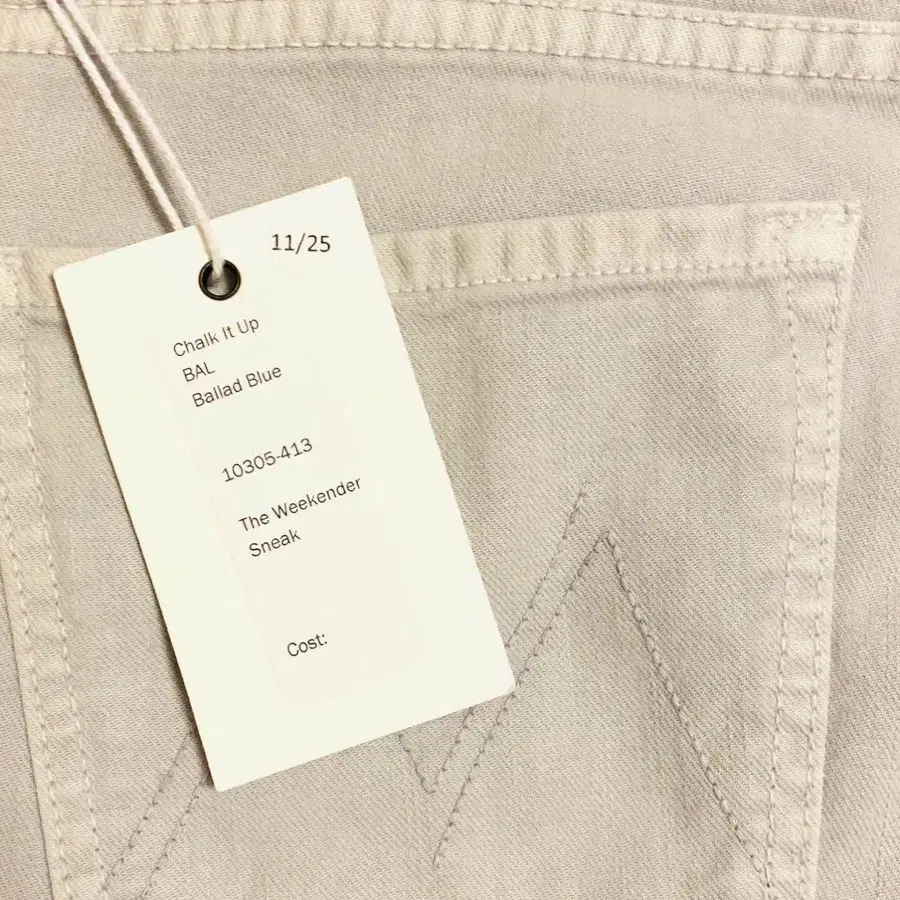 11/25
Chalk It Up
BAL
Ballad Blue
10305-413
The Weekender
Sneak
Cost: